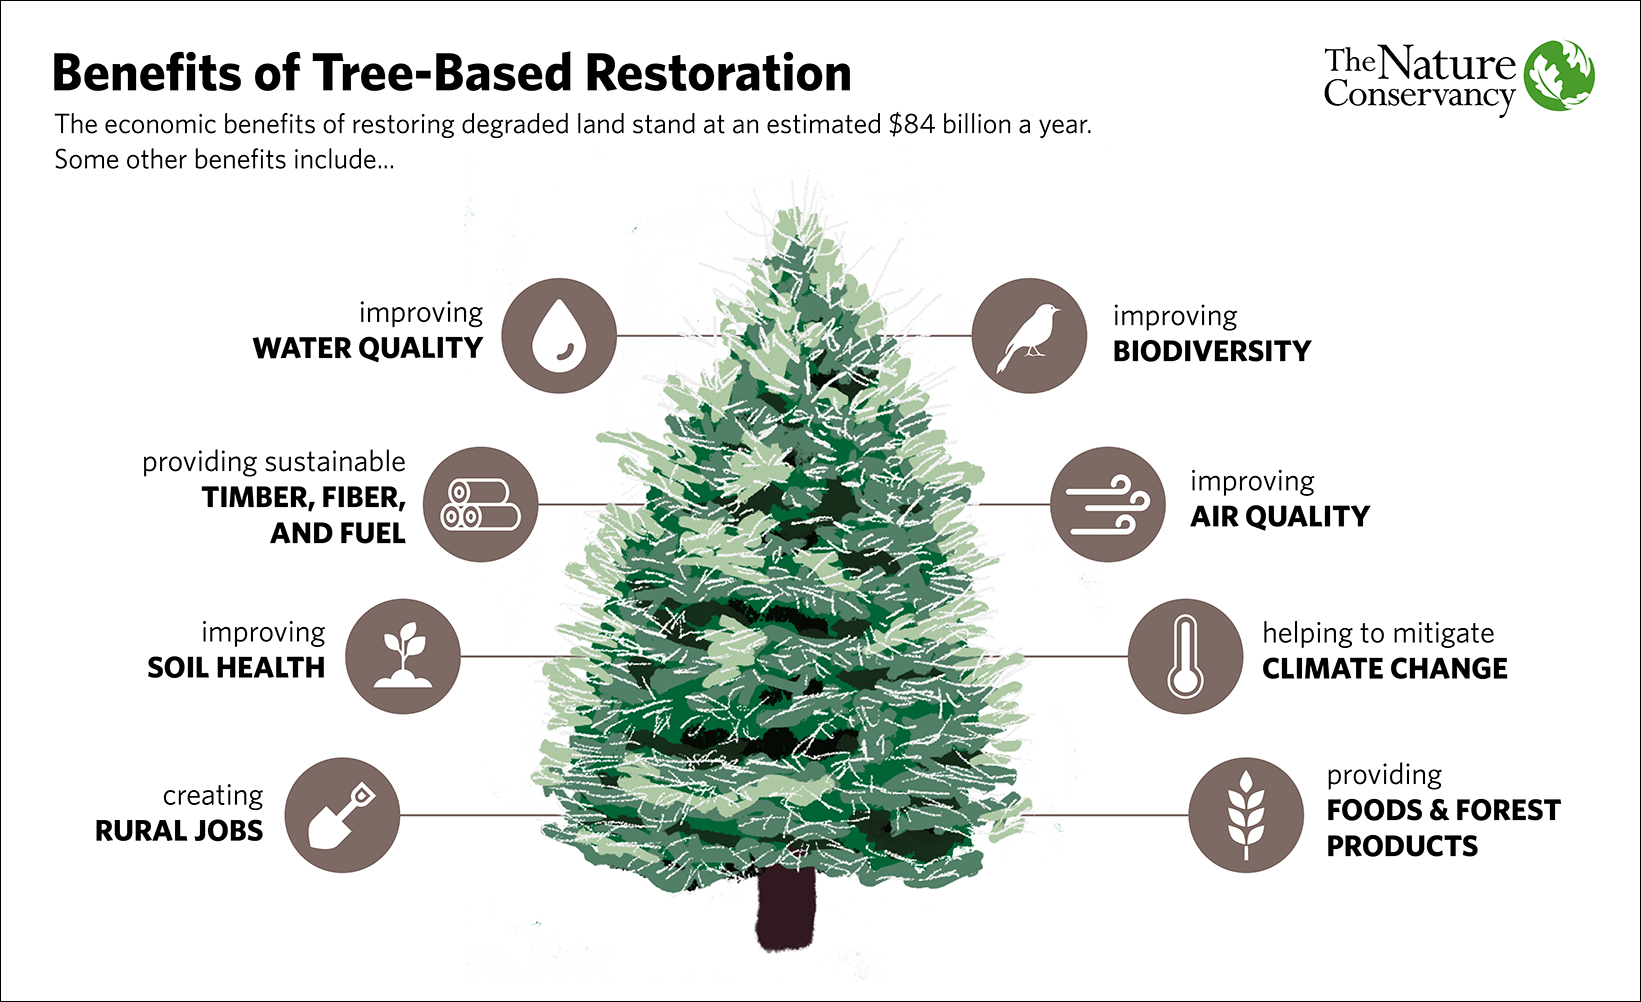 Benefits of Tree-Based Restoration
The economic benefits of restoring degraded land stand at an estimated $84 billion a year.
Some other benefits include...
The Nature
Conservancy
improving
WATER QUALITY
improving
BIODIVERSITY
providing sustainable
TIMBER, FIBER,
AND FUEL
improving
AIR QUALITY
improving
SOIL HEALTH
helping to mitigate
CLIMATE CHANGE
creating
RURAL JOBS
providing
FOODS & FOREST
PRODUCTS